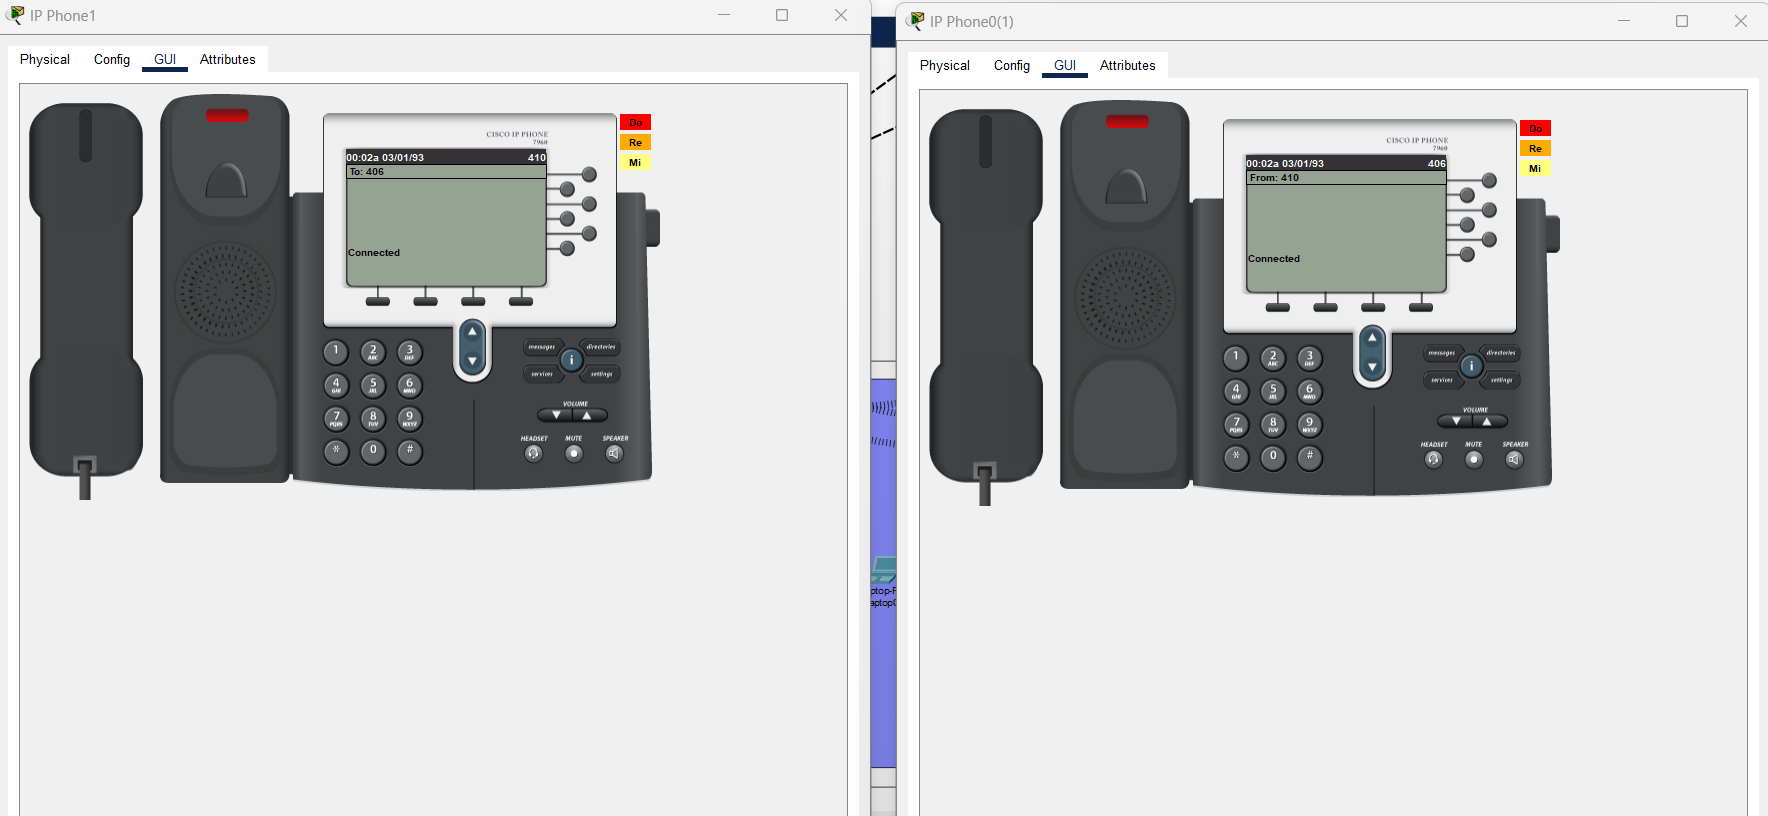 IP Phone1
Physical Config GUI Attributes
CISCO IP PHONE
7960
00:02a 03/01/93 410
To: 406
Connected
Do
Re
Mi
1
2 ABC
3 DEF
4 GHI
5 JKL
6 MNO
7 PQRS
8 TUV
9 WXYZ
*
0
#
messages
directories
i
services
settings
VOLUME
HEADSET MUTE SPEAKER
ptop-P
aptop0
IP Phone0(1)
Physical Config GUI Attributes
CISCO IP PHONE
7960
00:02a 03/01/93 406
From: 410
Connected
Do
Re
Mi
1
2 ABC
3 DEF
4 GHI
5 JKL
6 MNO
7 PQRS
8 TUV
9 WXYZ
*
0
#
messages
directories
i
services
settings
VOLUME
HEADSET MUTE SPEAKER